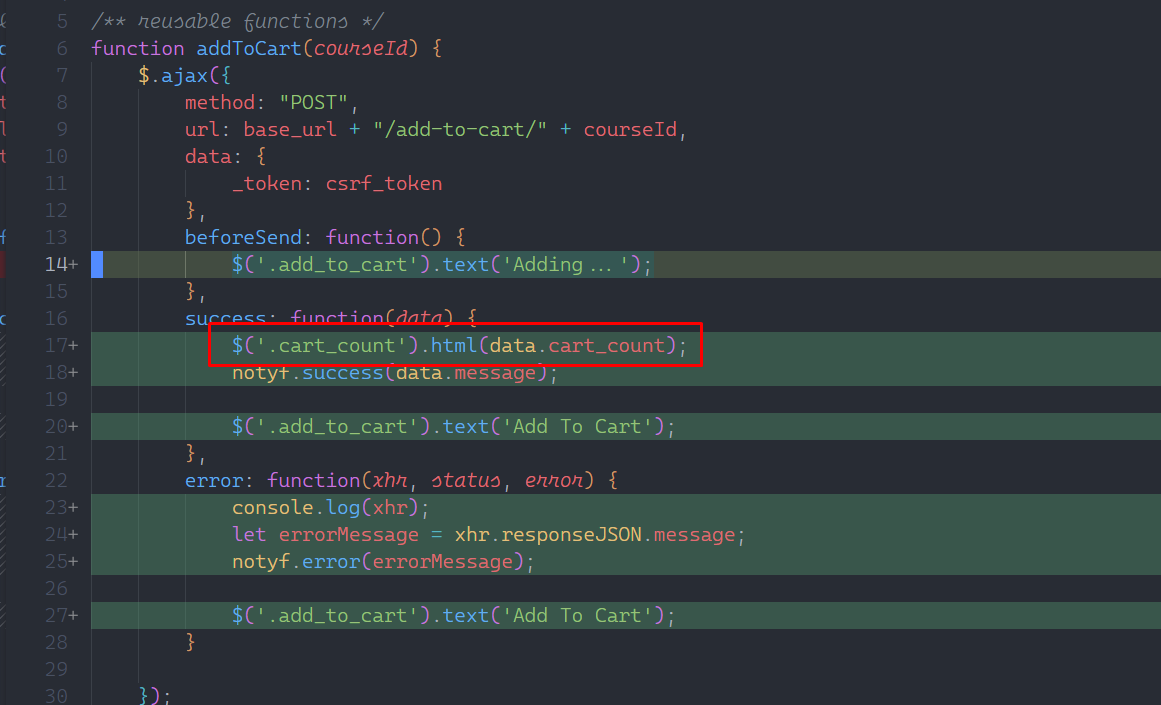 5 /** reusable functions */
6 function addToCart(courseId) {
7 $.ajax({
8 method: "POST",
9 url: base_url + "/add-to-cart/" + courseId,
10 data: {
11 _token: csrf_token
12 },
13 beforeSend: function() {
14+ $('.add_to_cart').text('Adding...');
15 },
16 success: function(data) {
17+ $('.cart_count').html(data.cart_count);
18+ notyf.success(data.message);
19
20+ $('.add_to_cart').text('Add To Cart');
21 },
22 error: function(xhr, status, error) {
23+ console.log(xhr);
24+ let errorMessage = xhr.responseJSON.message;
25+ notyf.error(errorMessage);
26
27+ $('.add_to_cart').text('Add To Cart');
28 }
29
30 });